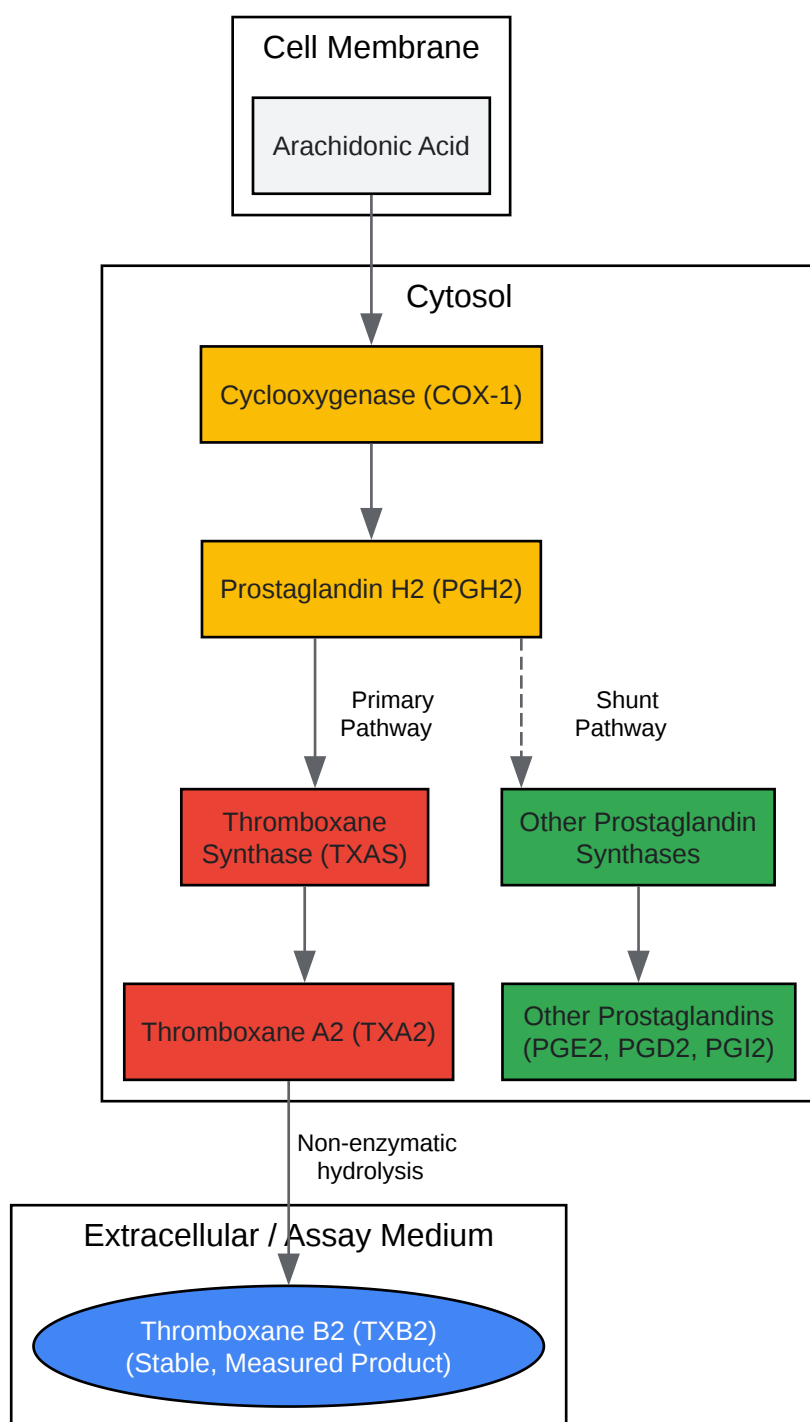 Cell Membrane
Arachidonic Acid
Cytosol
Cyclooxygenase (COX-1)
Prostaglandin H2 (PGH2)
Primary
Pathway
Shunt
Pathway
Thromboxane
Synthase (TXAS)
Other Prostaglandin
Synthases
Thromboxane A2 (TXA2)
Other Prostaglandins
(PGE2, PGD2, PGI2)
Non-enzymatic
hydrolysis
Extracellular / Assay Medium
Thromboxane B2 (TXB2)
(Stable, Measured Product)